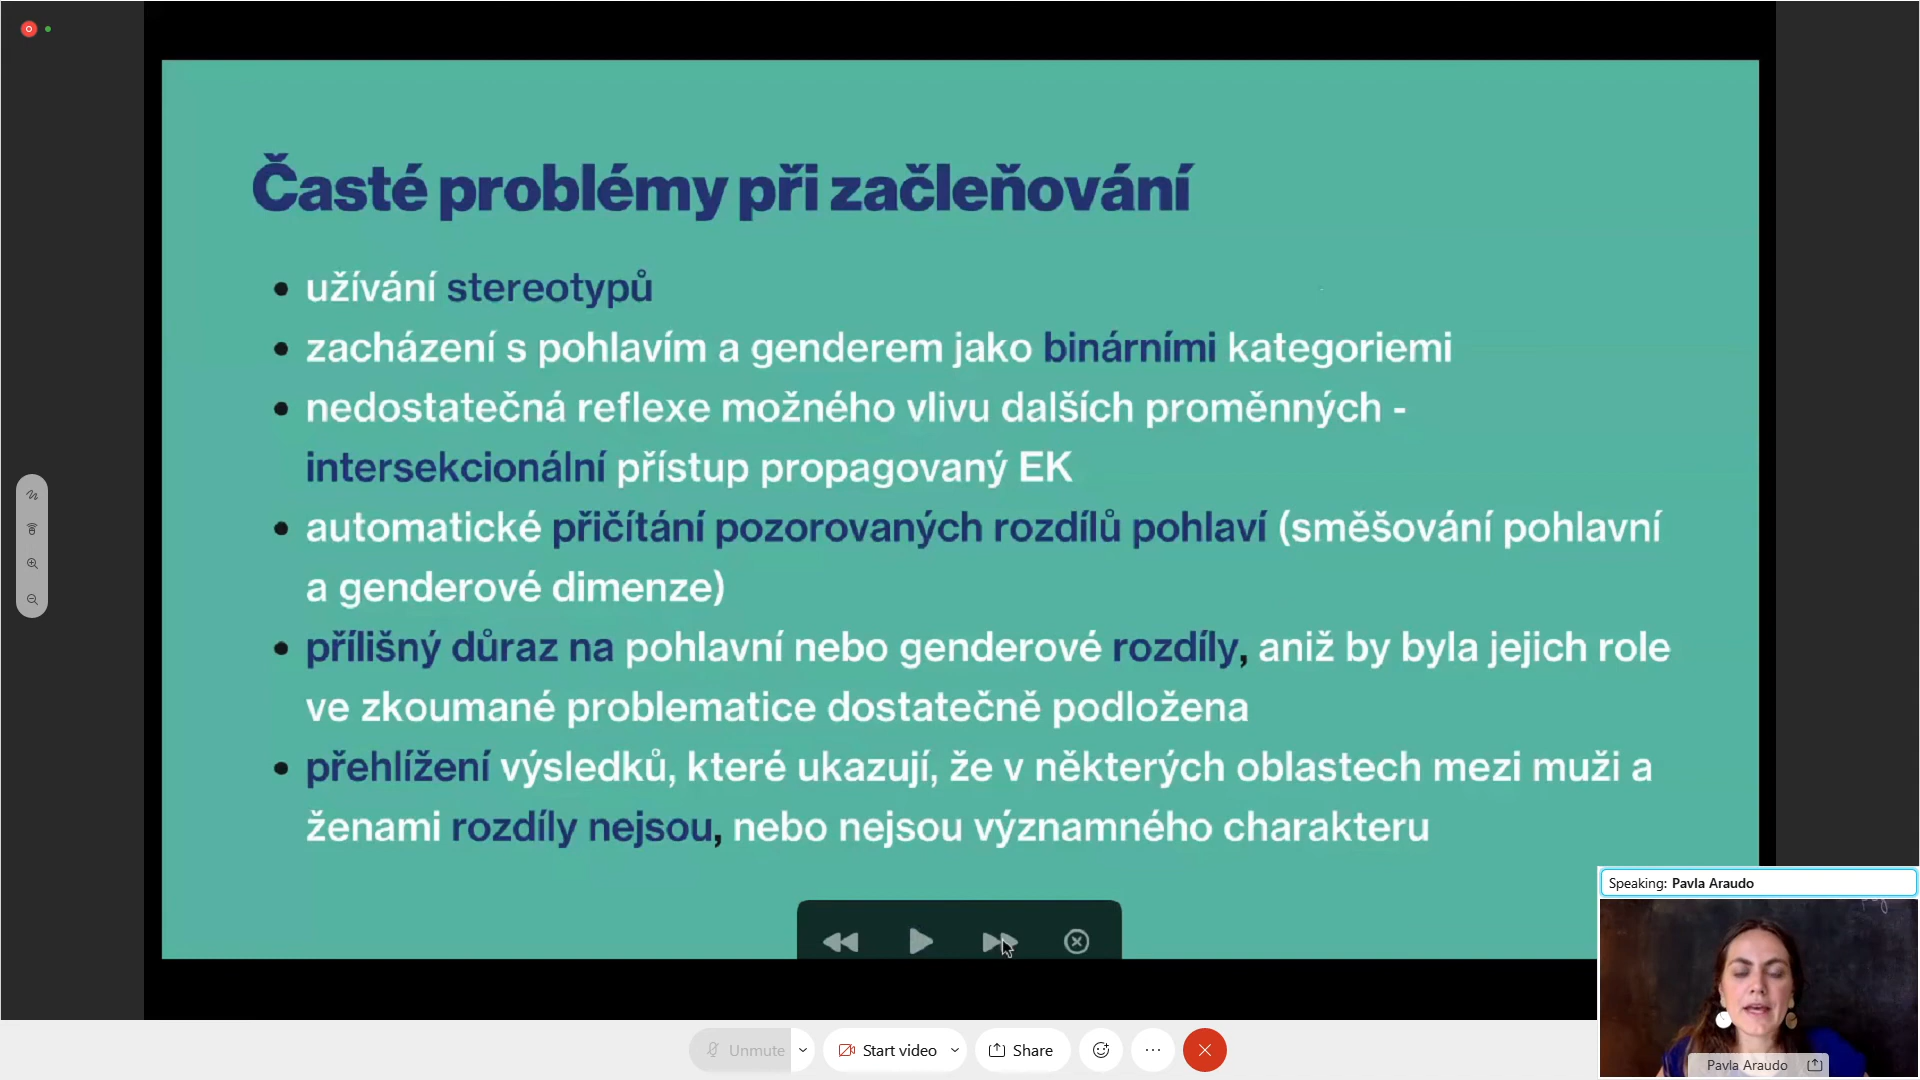 Časté problémy při začleňování
užívání stereotypů
zacházení s pohlavím a genderem jako binárními kategoriemi
nedostatečná reflexe možného vlivu dalších proměnných -
intersekcionální přístup propagovaný EK
automatické přičítání pozorovaných rozdílů pohlaví (směšování pohlavní
a genderové dimenze)
přílišný důraz na pohlavní nebo genderové rozdíly, aniž by byla jejich role
ve zkoumané problematice dostatečně podložena
přehlížení výsledků, které ukazují, že v některých oblastech mezi muži a
ženami rozdíly nejsou, nebo nejsou významného charakteru
Speaking: Pavla Araudo
Pavla Araudo
Unmute
Start video
Share